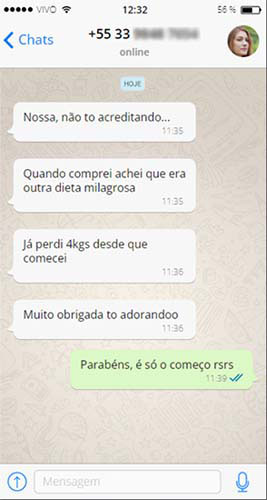 VIVO 12:32 56 %
Chats +55 33
online
HOJE
Nossa, não to acreditando...
11:35
Quando comprei achei que era
outra dieta milagrosa
11:35
Já perdi 4kgs desde que
comecei
11:36
Muito obrigada to adorandoo
11:36
Parabéns, é só o começo rsrs
11:39
Mensagem